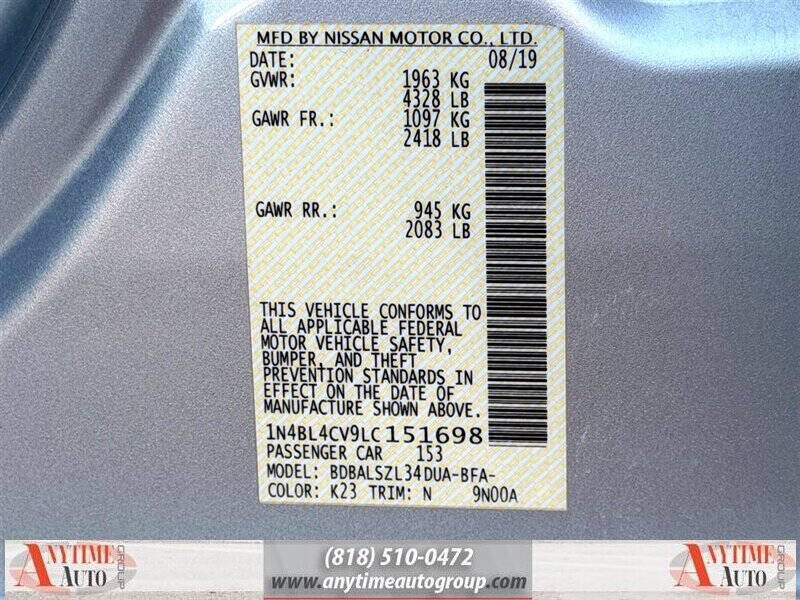 MFD BY NISSAN MOTOR CO., LTD.
DATE: 08/19
GVWR: 1963 KG
4328 LB
GAWR FR.: 1097 KG
2418 LB
GAWR RR.: 945 KG
2083 LB
THIS VEHICLE CONFORMS TO
ALL APPLICABLE FEDERAL
MOTOR VEHICLE SAFETY,
BUMPER, AND THEFT
PREVENTION STANDARDS IN
EFFECT ON THE DATE OF
MANUFACTURE SHOWN ABOVE.
1N4BL4CV9LC151698
PASSENGER CAR 153
MODEL: BDBALSZL34DUA-BFA-
COLOR: K23 TRIM: N 9N00A
ANYTIME AUTO GROUP
(818) 510-0472
www.anytimeautogroup.com
ANYTIME AUTO GROUP